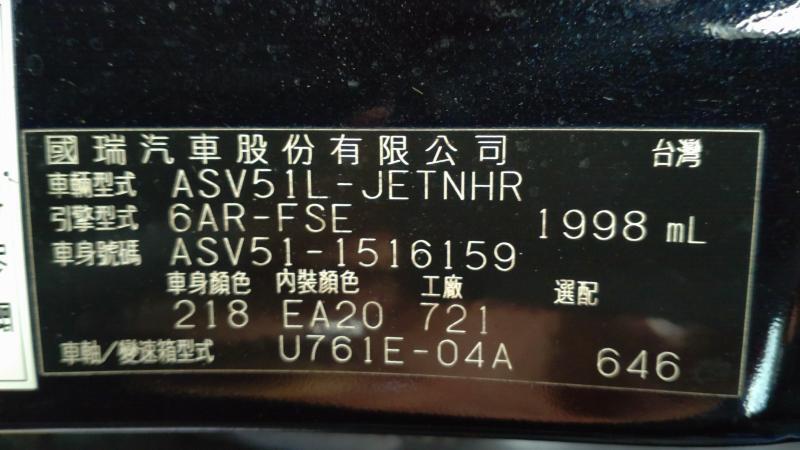 國瑞汽車股份有限公司 台灣
車輛型式 ASV51L-JETNHR
引擎型式 6AR-FSE 1998 mL
車身號碼 ASV51-1516159
車身顏色 內裝顏色 工廠 選配
218 EA20 721
車軸/變速箱型式 U761E-04A 646